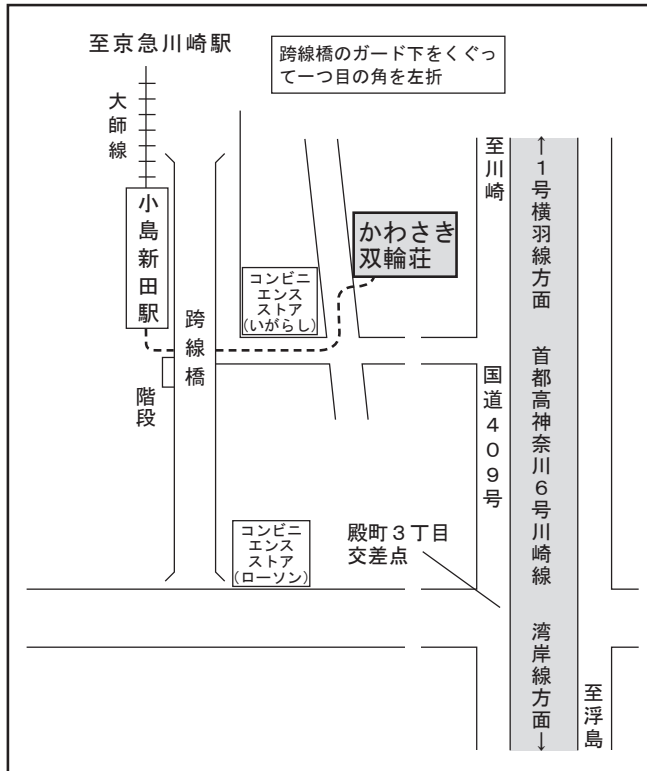 至京急川崎駅
跨線橋のガード下をくぐっ
て一つ目の角を左折
大師線
小島新田駅
跨線橋
階段
コンビニ
エンス
ストア
(いがらし)
かわさき
双輪荘
至川崎
国道409号
←1号横羽線方面 首都高神奈川6号川崎線 湾岸線方面→
コンビニ
エンス
ストア
(ローソン)
殿町3丁目
交差点
至浮島